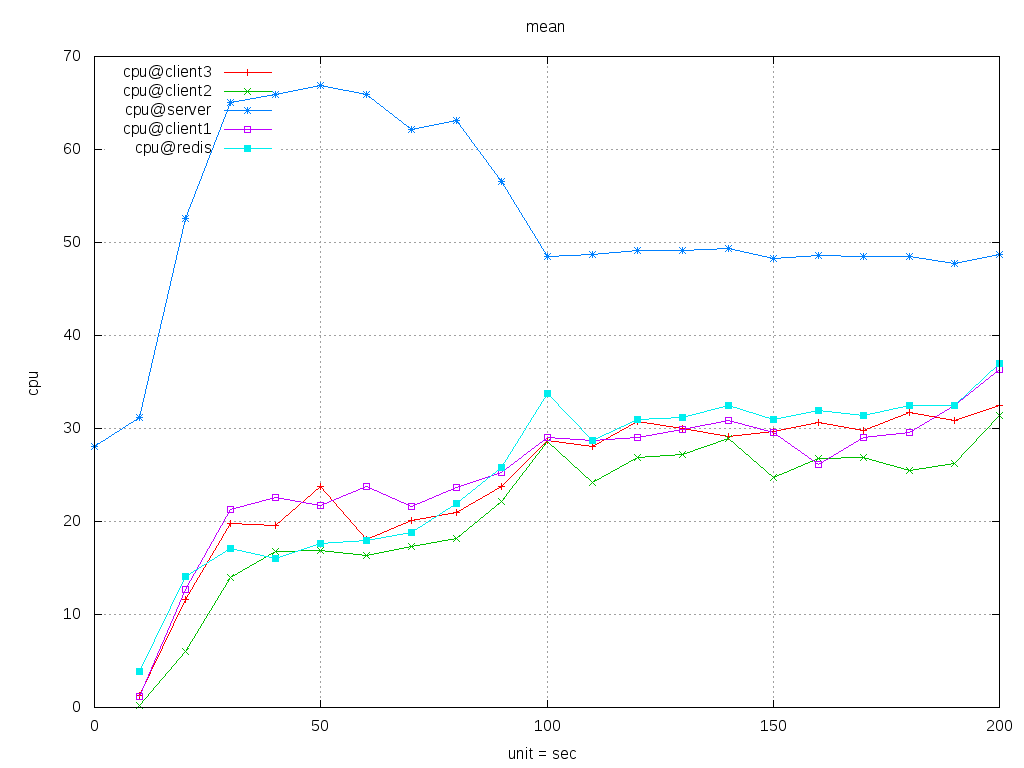 mean
70
60
50
40
30
20
10
0
cpu
cpu@client3
cpu@client2
cpu@server
cpu@client1
cpu@redis
0 50 100 150 200
unit = sec